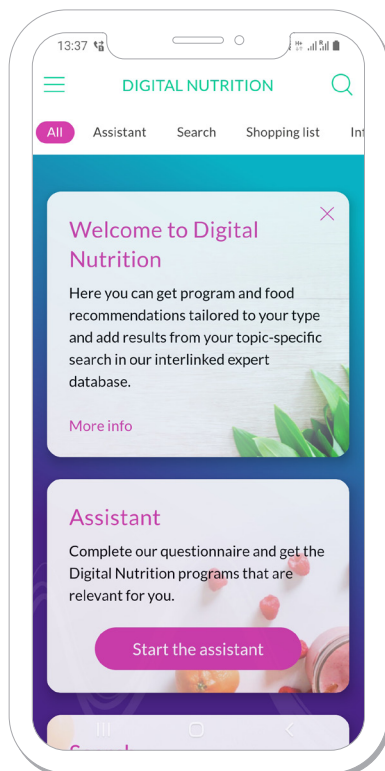 13:37
DIGITAL NUTRITION
All Assistant Search Shopping list
Welcome to Digital
Nutrition
Here you can get program and food
recommendations tailored to your type
and add results from your topic-specific
search in our interlinked expert
database.
More info
Assistant
Complete our questionnaire and get the
Digital Nutrition programs that are
relevant for you.
Start the assistant